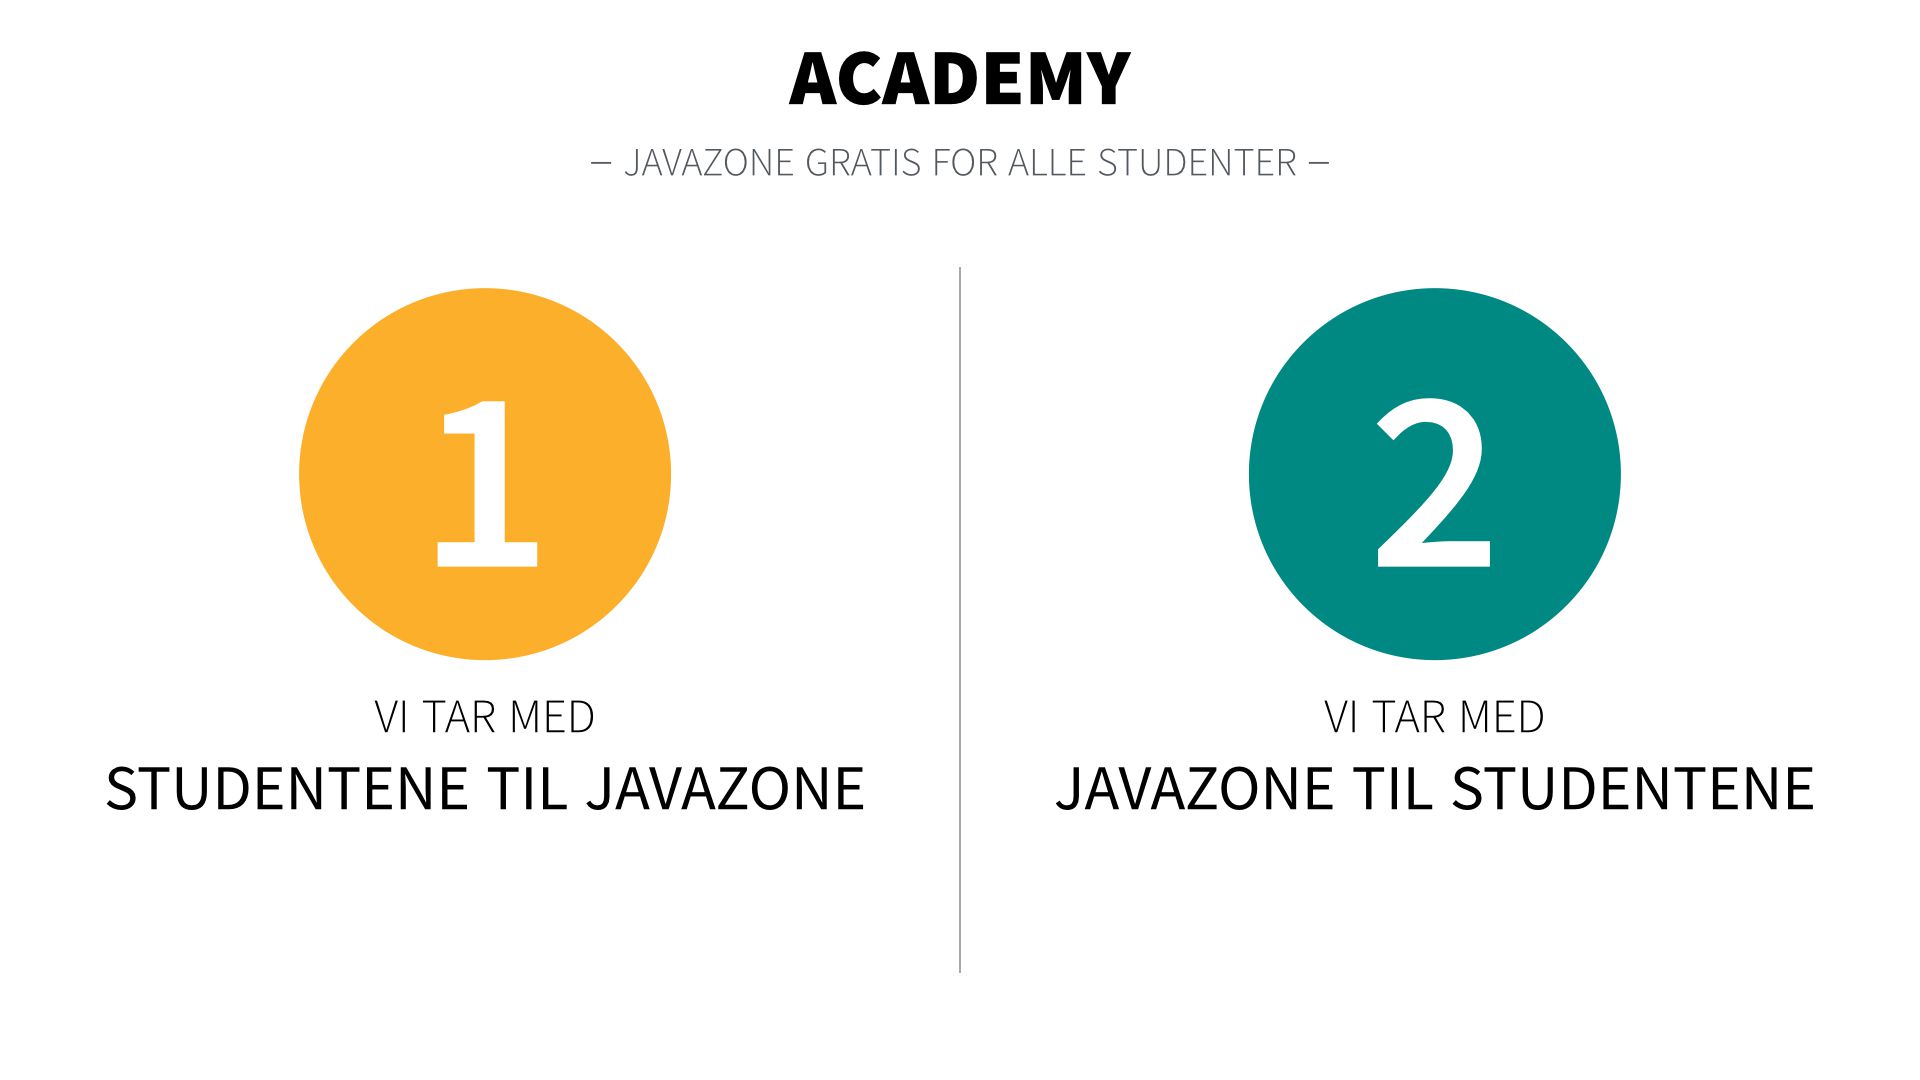 ACADEMY
– JAVAZONE GRATIS FOR ALLE STUDENTER –
1
VI TAR MED
STUDENTENE TIL JAVAZONE
2
VI TAR MED
JAVAZONE TIL STUDENTENE